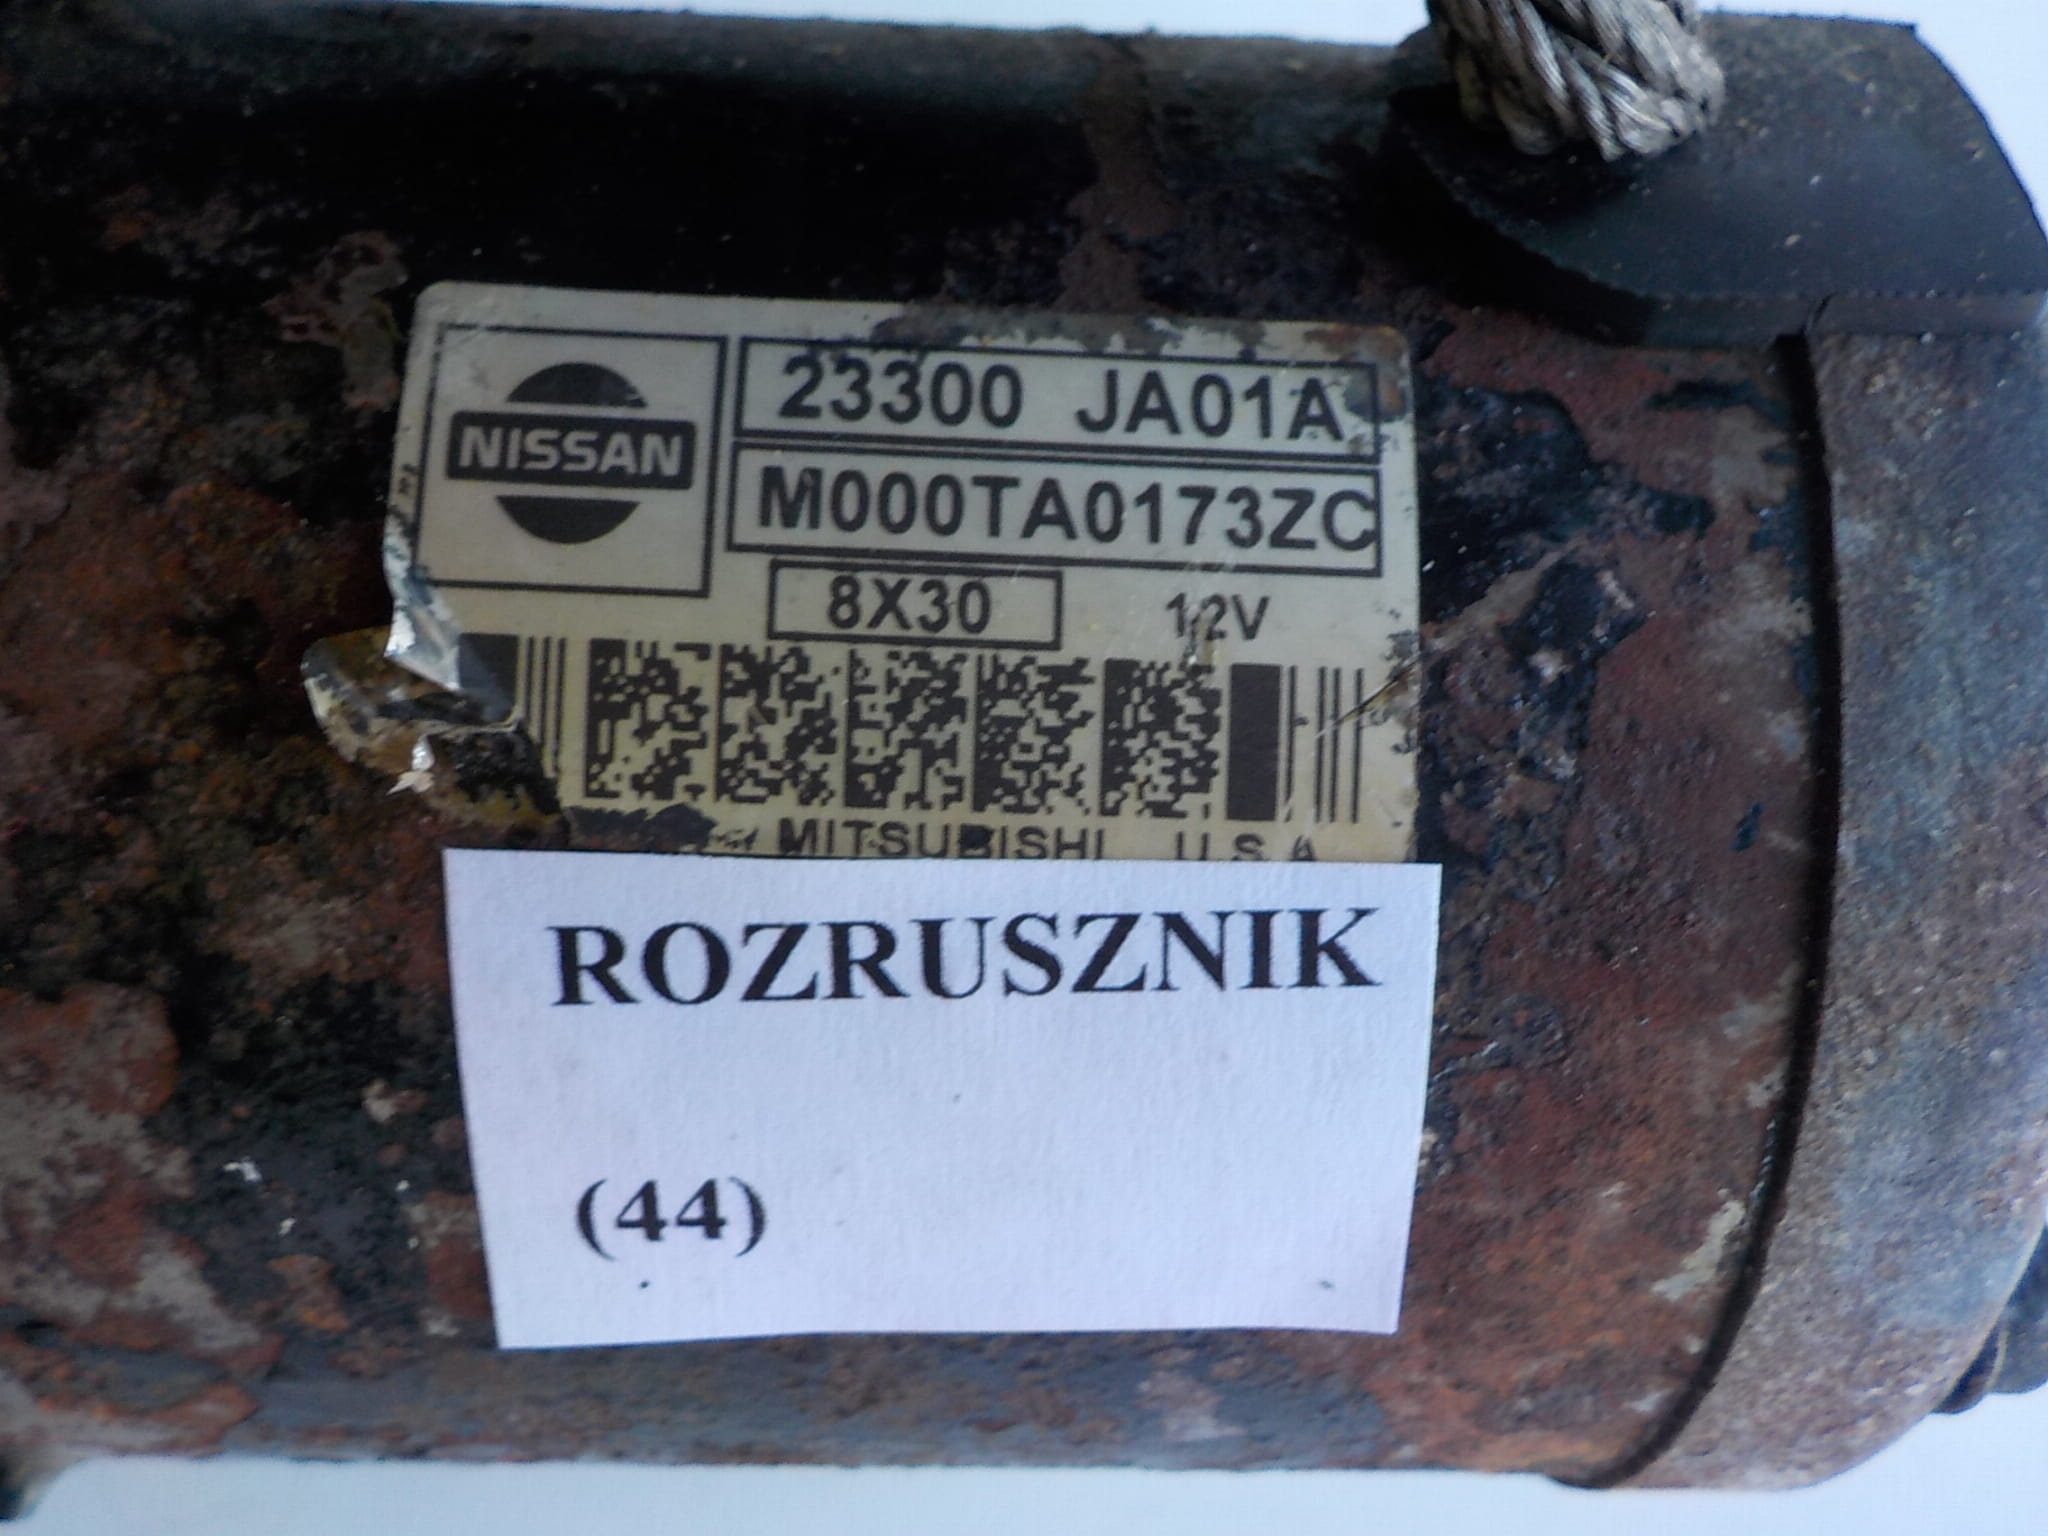 NISSAN
23300 JA01A
M000TA0173ZC
8X30 12V
MITSUBISHI U.S.A
ROZRUSZNIK
(44)